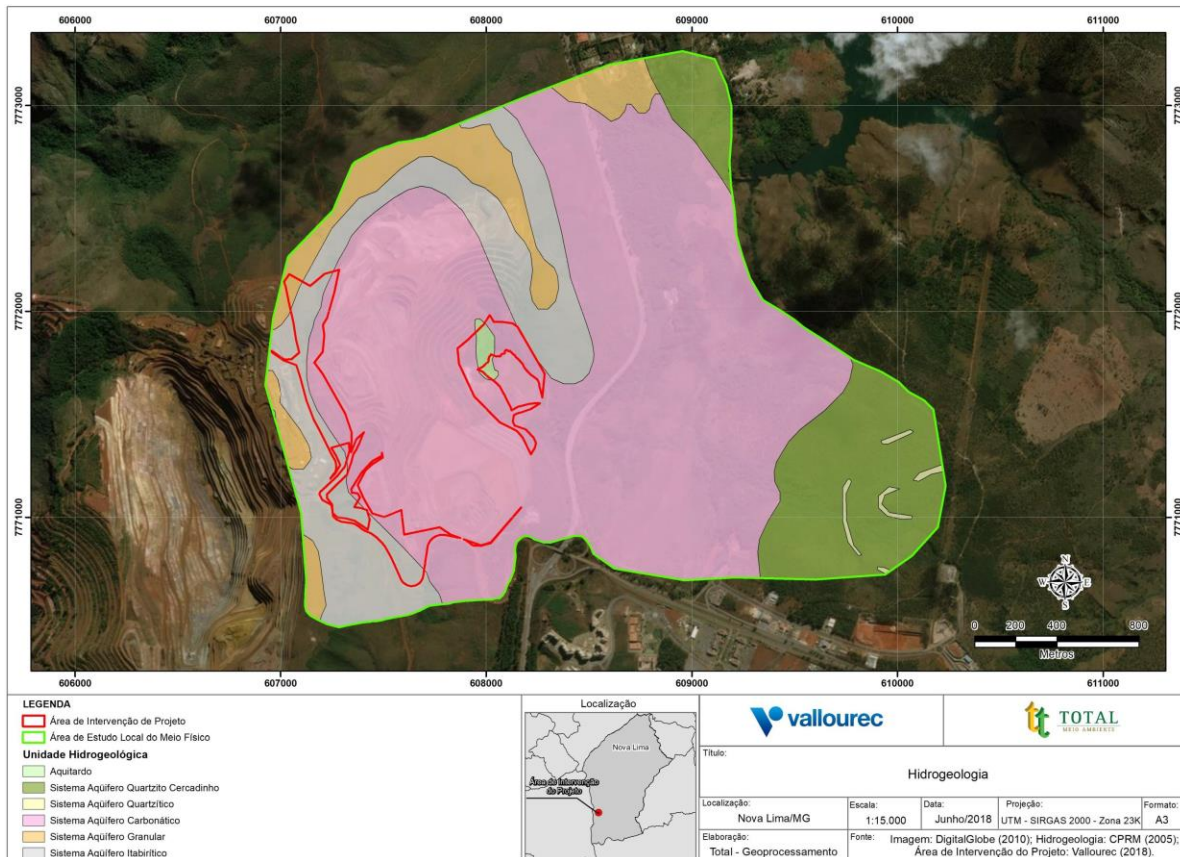 606000 607000 608000 609000 610000 611000
7773000 7773000
7772000 7772000
7771000 7771000
N
W E
S
0 200 400 800
Metros
606000 607000 608000 609000 610000 611000
LEGENDA
Área de Intervenção de Projeto
Área de Estudo Local do Meio Físico
Unidade Hidrogeológica
Aquitardo
Sistema Aqüífero Quartzito Cercadinho
Sistema Aqüífero Quartzítico
Sistema Aqüífero Carbonático
Sistema Aqüífero Granular
Sistema Aqüífero Itabirítico
Localização
Nova Lima
Área de Intervenção
do Projeto
vallourec
tt TOTAL
MEIO AMBIENTE
Título:
Hidrogeologia
Localização: Escala: Data: Projeção: Formato:
Nova Lima/MG 1:15.000 Junho/2018 UTM - SIRGAS 2000 - Zona 23K A3
Elaboração: Fonte: Imagem: DigitalGlobe (2010); Hidrogeologia: CPRM (2005);
Total - Geoprocessamento Área de Intervenção do Projeto: Vallourec (2018).